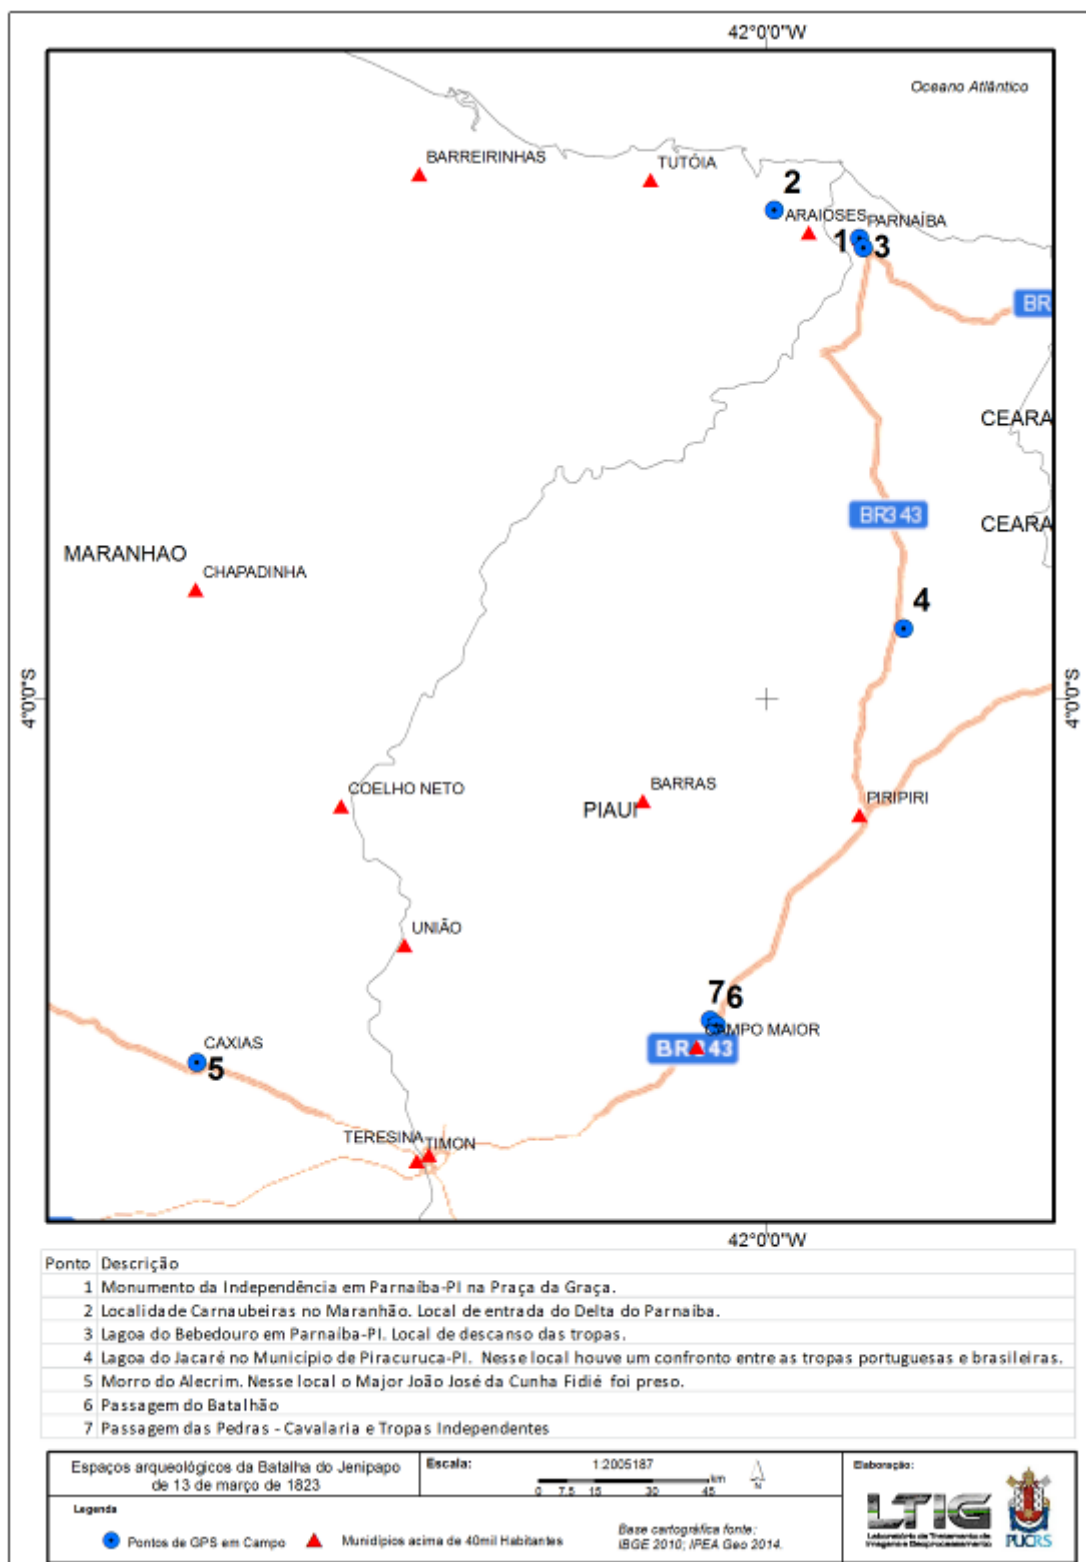 42°0'0"W
Oceano Atlântico
BARREIRINHAS
TUTÓIA
2
ARAIOSES
PARNAÍBA
1
3
BR
CEARA
BR343
CEARA
MARANHAO
CHAPADINHA
4
4°0'0"S
4°0'0"S
COELHO NETO
BARRAS
PIAUI
PIRIPIRI
UNIÃO
7 6
CAMPO MAIOR
BR343
CAXIAS
5
TERESINA
TIMON
42°0'0"W
Ponto Descrição
1 Monumento da Independência em Parnaíba-PI na Praça da Graça.
2 Localidade Carnaubeiras no Maranhão. Local de entrada do Delta do Parnaíba.
3 Lagoa do Bebedouro em Parnaíba-PI. Local de descanso das tropas.
4 Lagoa do Jacaré no Município de Piracuruca-PI. Nesse local houve um confronto entre as tropas portuguesas e brasileiras.
5 Morro do Alecrim. Nesse local o Major João José da Cunha Fidié foi preso.
6 Passagem do Batalhão
7 Passagem das Pedras - Cavalaria e Tropas Independentes
Espaços arqueológicos da Batalha do Jenipapo
de 13 de março de 1823
Escala:
1:2005187
km
0 7.5 15 30 45
N
Elaboração:
LTIG
Laboratório de Tratamento de
Imagens e Geoprocessamento
PUCRS
Legenda
Pontos de GPS em Campo
Munidípios acima de 40mil Habitantes
Base cartográfica fonte:
IBGE 2010; IPEA Geo 2014.